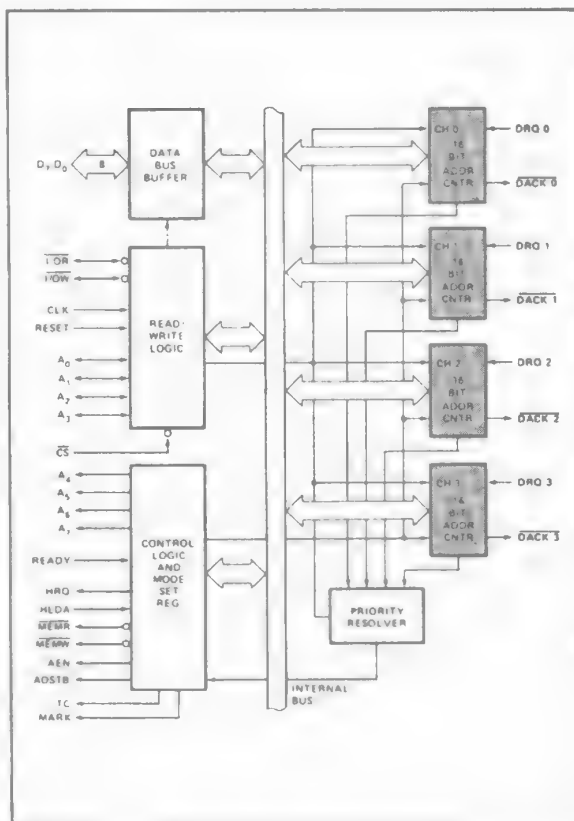 D7-D0
8
DATA
BUS
BUFFER
I/OR
I/OW
CLK
RESET
A0
A1
A2
A3
CS
READ/
WRITE
LOGIC
A4
A5
A6
A7
READY
HRQ
HLDA
MEMR
MEMW
AEN
ADSTB
TC
MARK
CONTROL
LOGIC
AND
MODE
SET
REG
INTERNAL
BUS
CH 0
16
BIT
ADDR
CNTR
DRQ 0
DACK 0
CH 1
16
BIT
ADDR
CNTR
DRQ 1
DACK 1
CH 2
16
BIT
ADDR
CNTR
DRQ 2
DACK 2
CH 3
16
BIT
ADDR
CNTR
DRQ 3
DACK 3
PRIORITY
RESOLVER